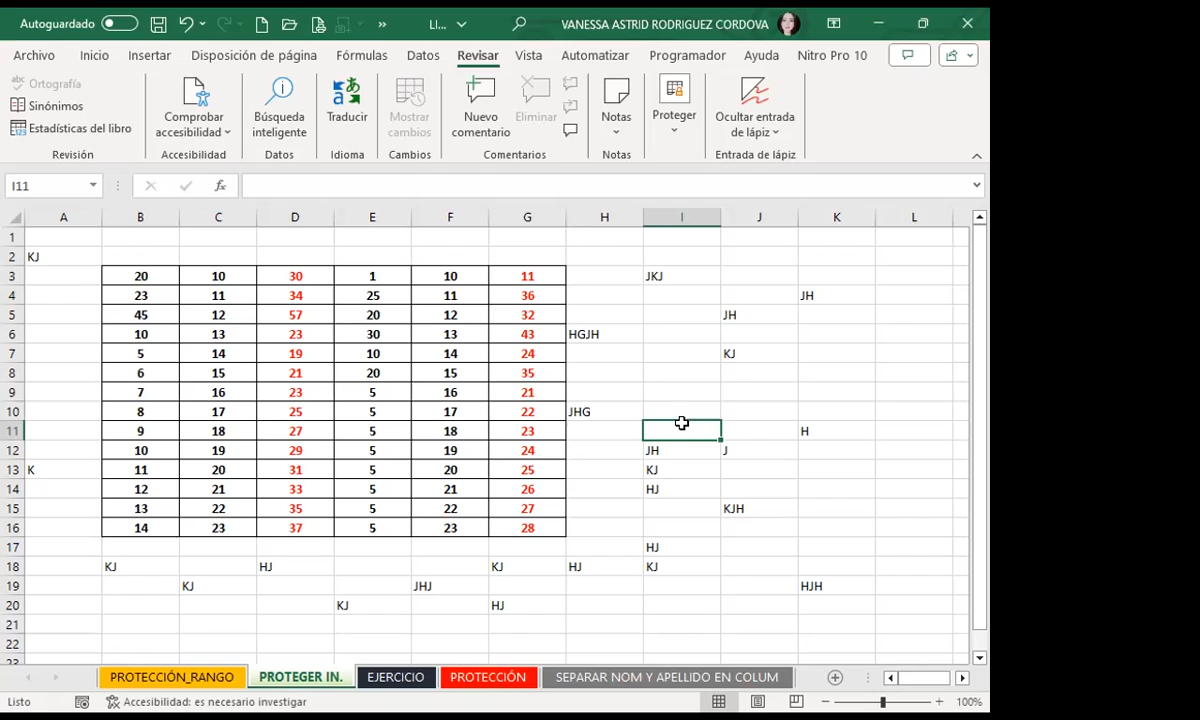 Autoguardado LI... VANESSA ASTRID RODRIGUEZ CORDOVA
Archivo Inicio Insertar Disposición de página Fórmulas Datos Revisar Vista Automatizar Programador Ayuda Nitro Pro 10
Ortografía
Sinónimos
Estadísticas del libro
Revisión
Comprobar accesibilidad
Accesibilidad
Búsqueda inteligente
Datos
Traducir
Idioma
Mostrar cambios
Cambios
Nuevo comentario
Eliminar
Comentarios
Notas
Notas
Proteger
Ocultar entrada de lápiz
Entrada de lápiz
I11 fx
A B C D E F G H I J K L
1
2 KJ
3 20 10 30 1 10 11 JKJ
4 23 11 34 25 11 36 JH
5 45 12 57 20 12 32 JH
6 10 13 23 30 13 43 HGJH
7 5 14 19 10 14 24 KJ
8 6 15 21 20 15 35
9 7 16 23 5 16 21
10 8 17 25 5 17 22 JHG
11 9 18 27 5 18 23 H
12 10 19 29 5 19 24 JH J
13 K 11 20 31 5 20 25 KJ
14 12 21 33 5 21 26 HJ
15 13 22 35 5 22 27 KJH
16 14 23 37 5 23 28
17 HJ
18 KJ HJ KJ HJ KJ
19 KJ JHJ HJH
20 KJ HJ
21
22
23
PROTECCIÓN_RANGO PROTEGER IN. EJERCICIO PROTECCIÓN SEPARAR NOM Y APELLIDO EN COLUM
Listo Accesibilidad: es necesario investigar 100%